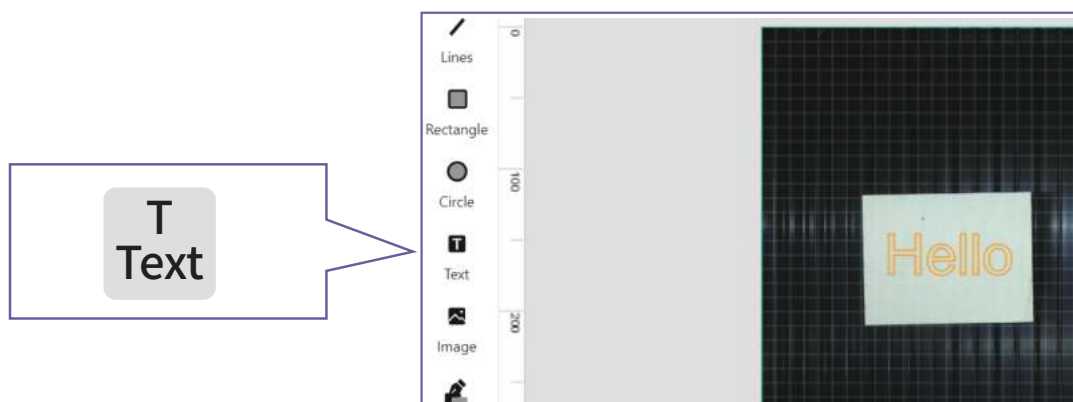 T
Text
Lines
Rectangle
Circle
T
Text
Image
0
100
200
Hello